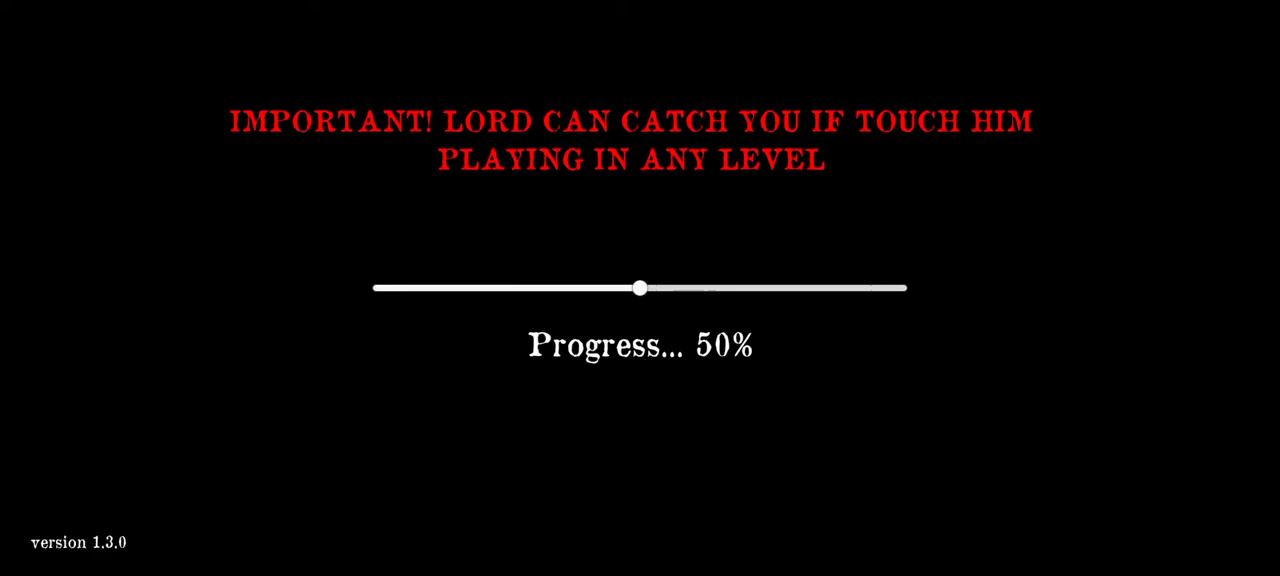 IMPORTANT! LORD CAN CATCH YOU IF TOUCH HIM
PLAYING IN ANY LEVEL
Progress... 50%
version 1.3.0